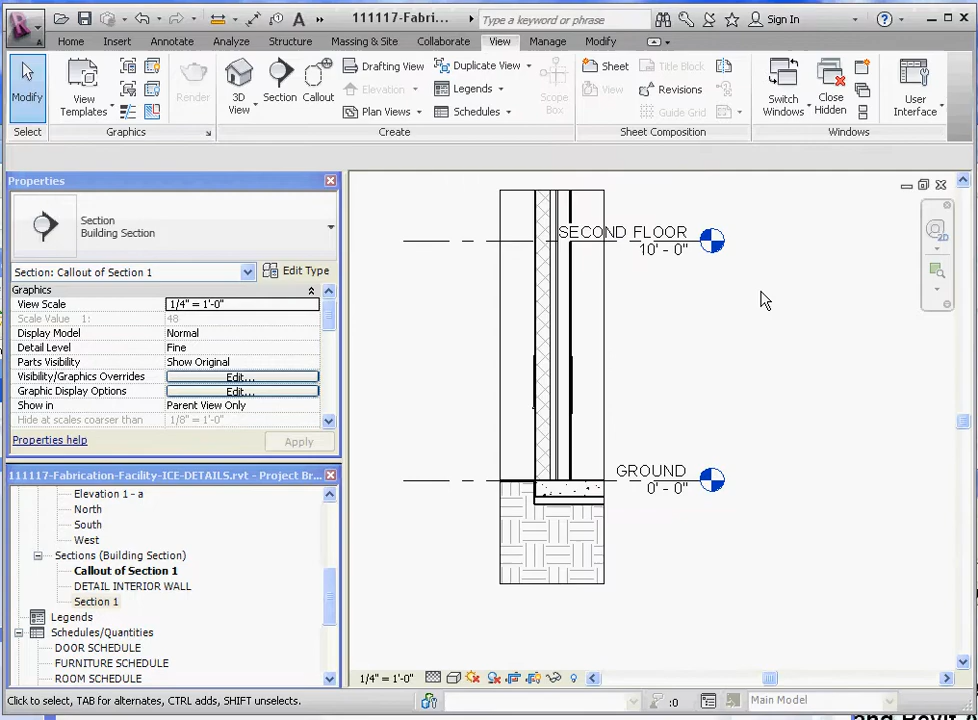 111117-Fabri...
Type a keyword or phrase
Sign In
Home Insert Annotate Analyze Structure Massing & Site Collaborate View Manage Modify
Modify
View Templates
Render
3D View
Section
Callout
Drafting View
Elevation
Plan Views
Duplicate View
Legends
Schedules
Scope Box
Sheet
View
Title Block
Revisions
Guide Grid
Switch Windows
Close Hidden
User Interface
Select Graphics Create Sheet Composition Windows
Properties
Section
Building Section
Section: Callout of Section 1
Edit Type
Graphics
View Scale 1/4" = 1'-0"
Scale Value 1: 48
Display Model Normal
Detail Level Fine
Parts Visibility Show Original
Visibility/Graphics Overrides Edit...
Graphic Display Options Edit...
Show in Parent View Only
Hide at scales coarser than 1/8" = 1'-0"
Properties help
Apply
111117-Fabrication-Facility-ICE-DETAILS.rvt - Project Br
Elevation 1 - a
North
South
West
Sections (Building Section)
Callout of Section 1
DETAIL INTERIOR WALL
Section 1
Legends
Schedules/Quantities
DOOR SCHEDULE
FURNITURE SCHEDULE
ROOM SCHEDULE
SECOND FLOOR
10' - 0"
GROUND
0' - 0"
2D
1/4" = 1'-0"
Click to select, TAB for alternates, CTRL adds, SHIFT unselects.
:0
Main Model